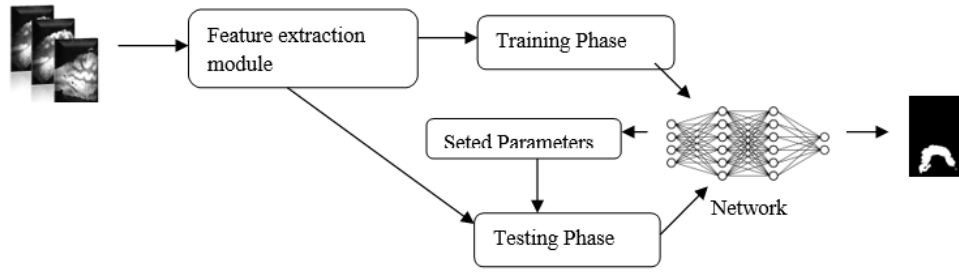 Feature extraction
module
Training Phase
Seted Parameters
Network
Testing Phase